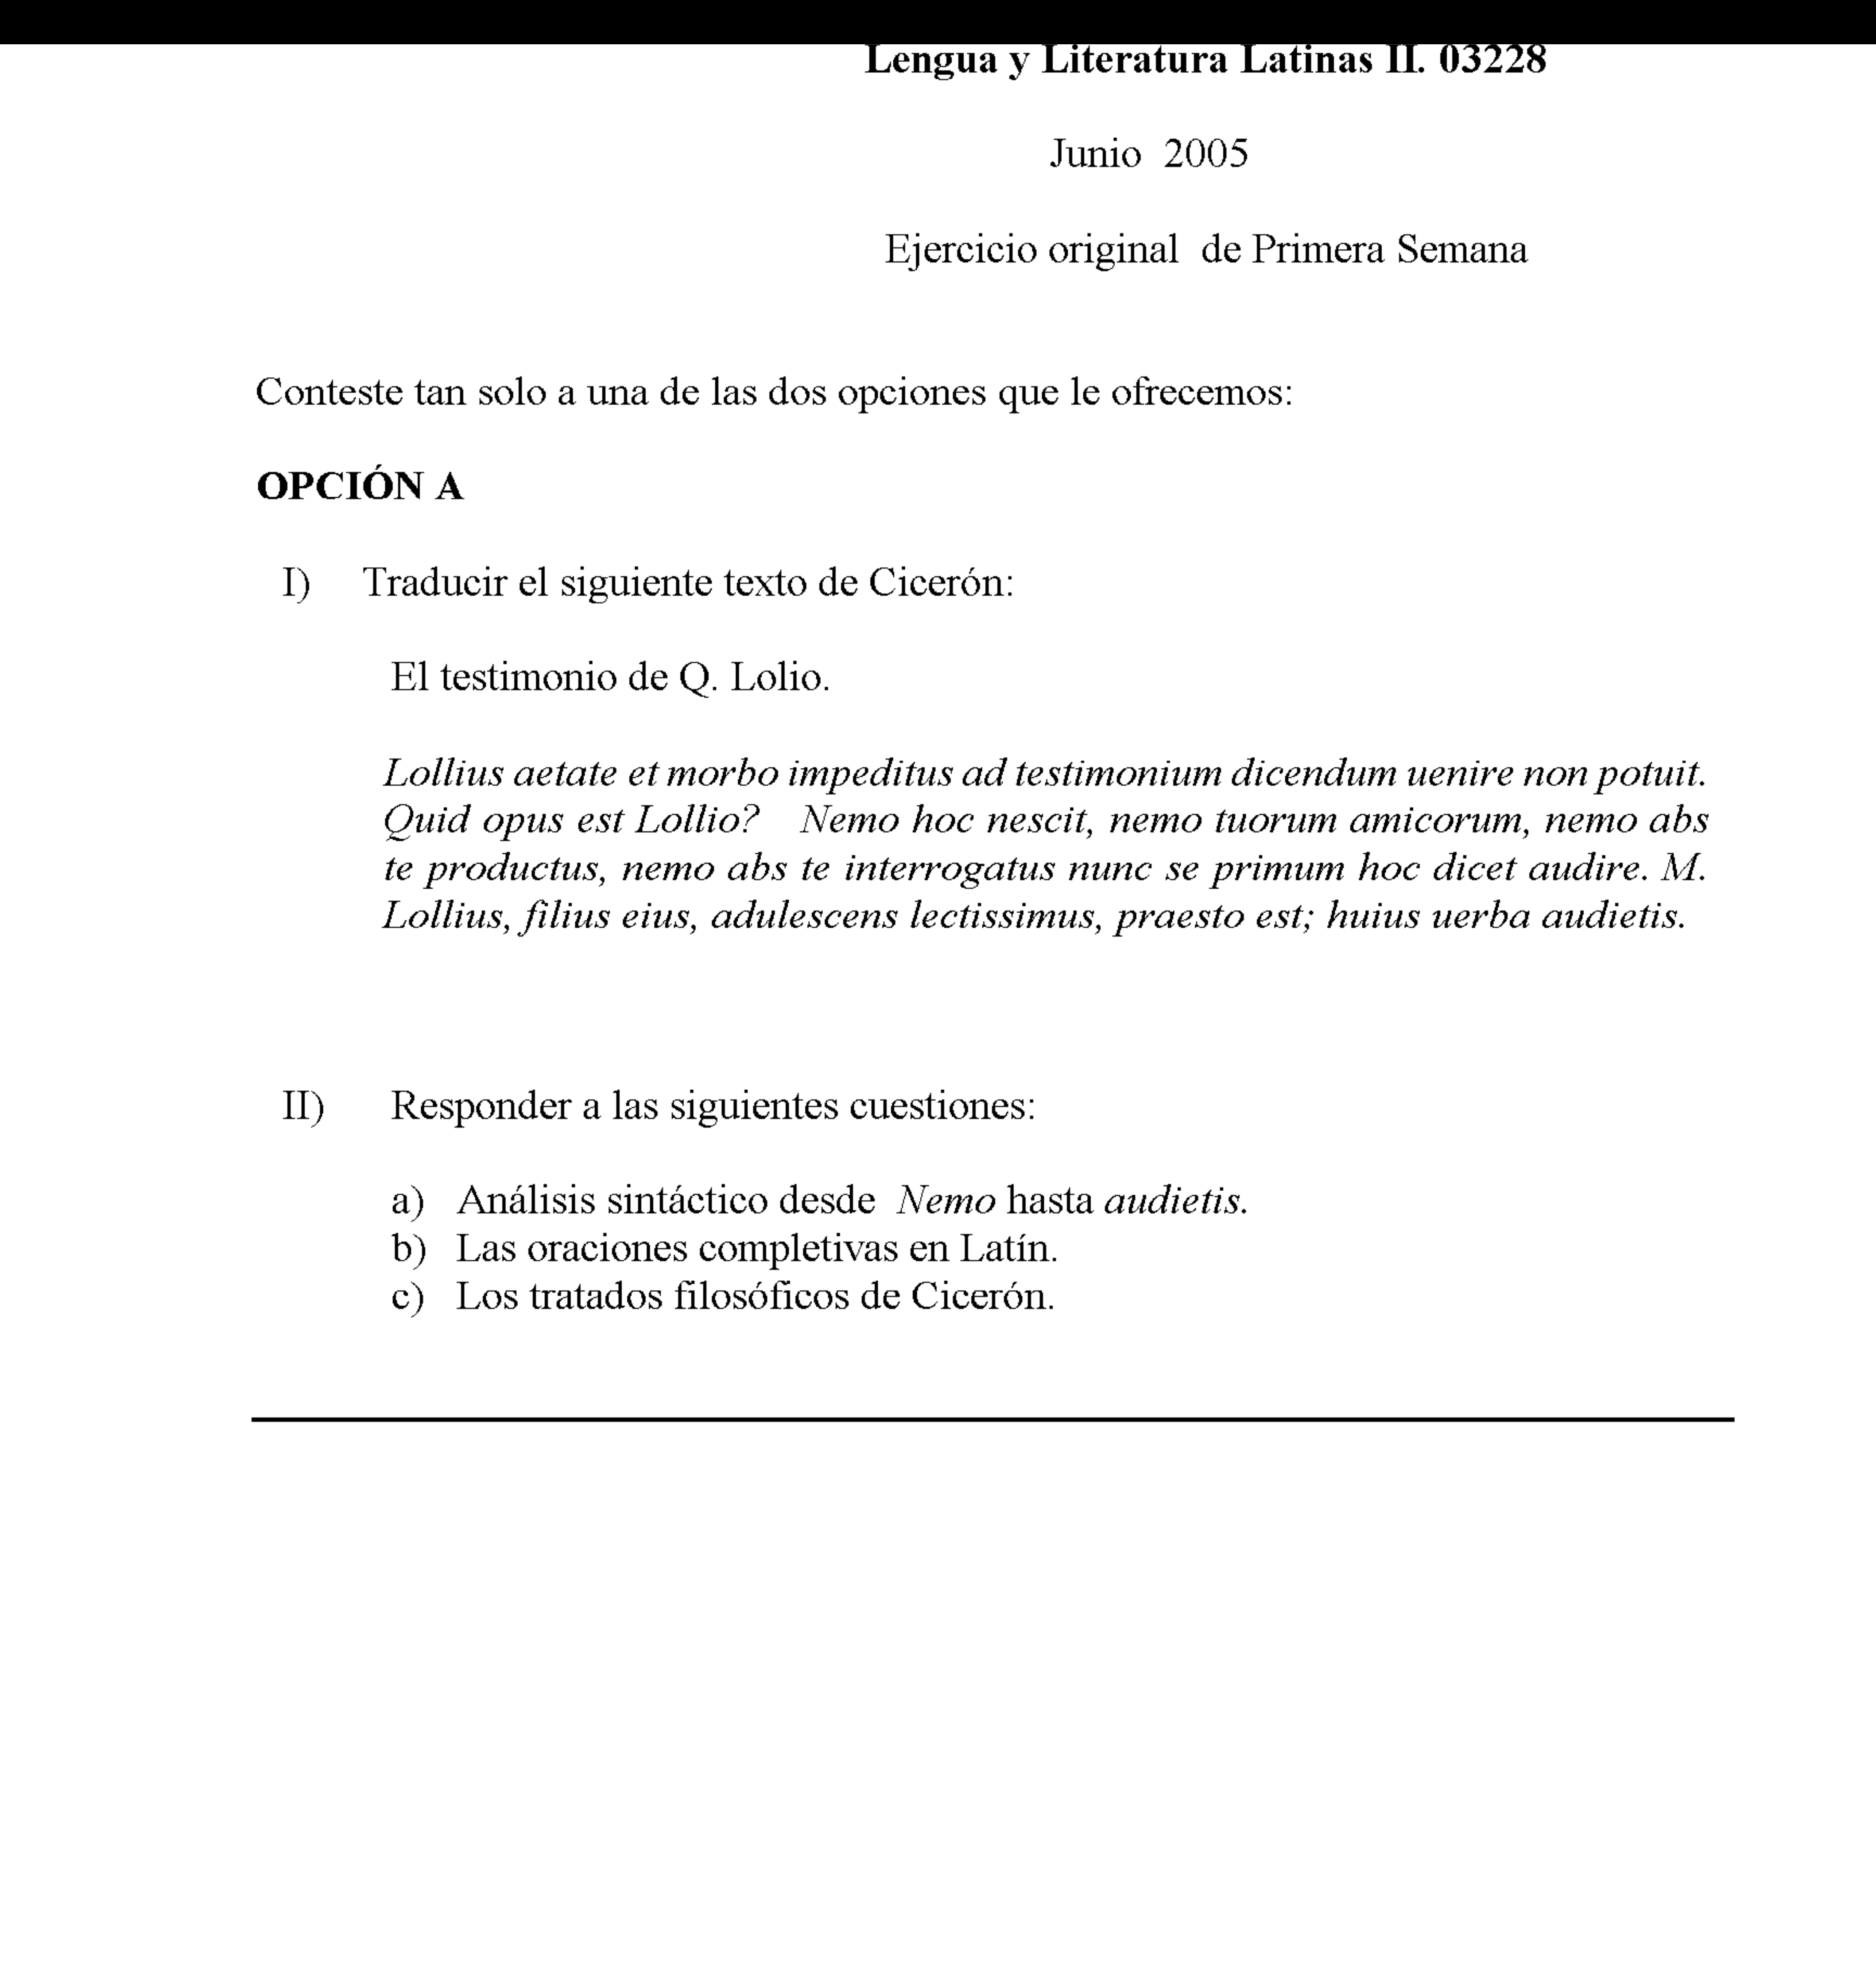 Lengua y Literatura Latinas II. 03228
Junio 2005
Ejercicio original de Primera Semana
Conteste tan solo a una de las dos opciones que le ofrecemos:
OPCIÓN A
I) Traducir el siguiente texto de Cicerón:
El testimonio de Q. Lolio.
Lollius aetate et morbo impeditus ad testimonium dicendum uenire non potuit.
Quid opus est Lollio? Nemo hoc nescit, nemo tuorum amicorum, nemo abs
te productus, nemo abs te interrogatus nunc se primum hoc dicet audire. M.
Lollius, filius eius, adulescens lectissimus, praesto est; huius uerba audietis.
II) Responder a las siguientes cuestiones:
a) Análisis sintáctico desde Nemo hasta audietis.
b) Las oraciones completivas en Latín.
c) Los tratados filosóficos de Cicerón.